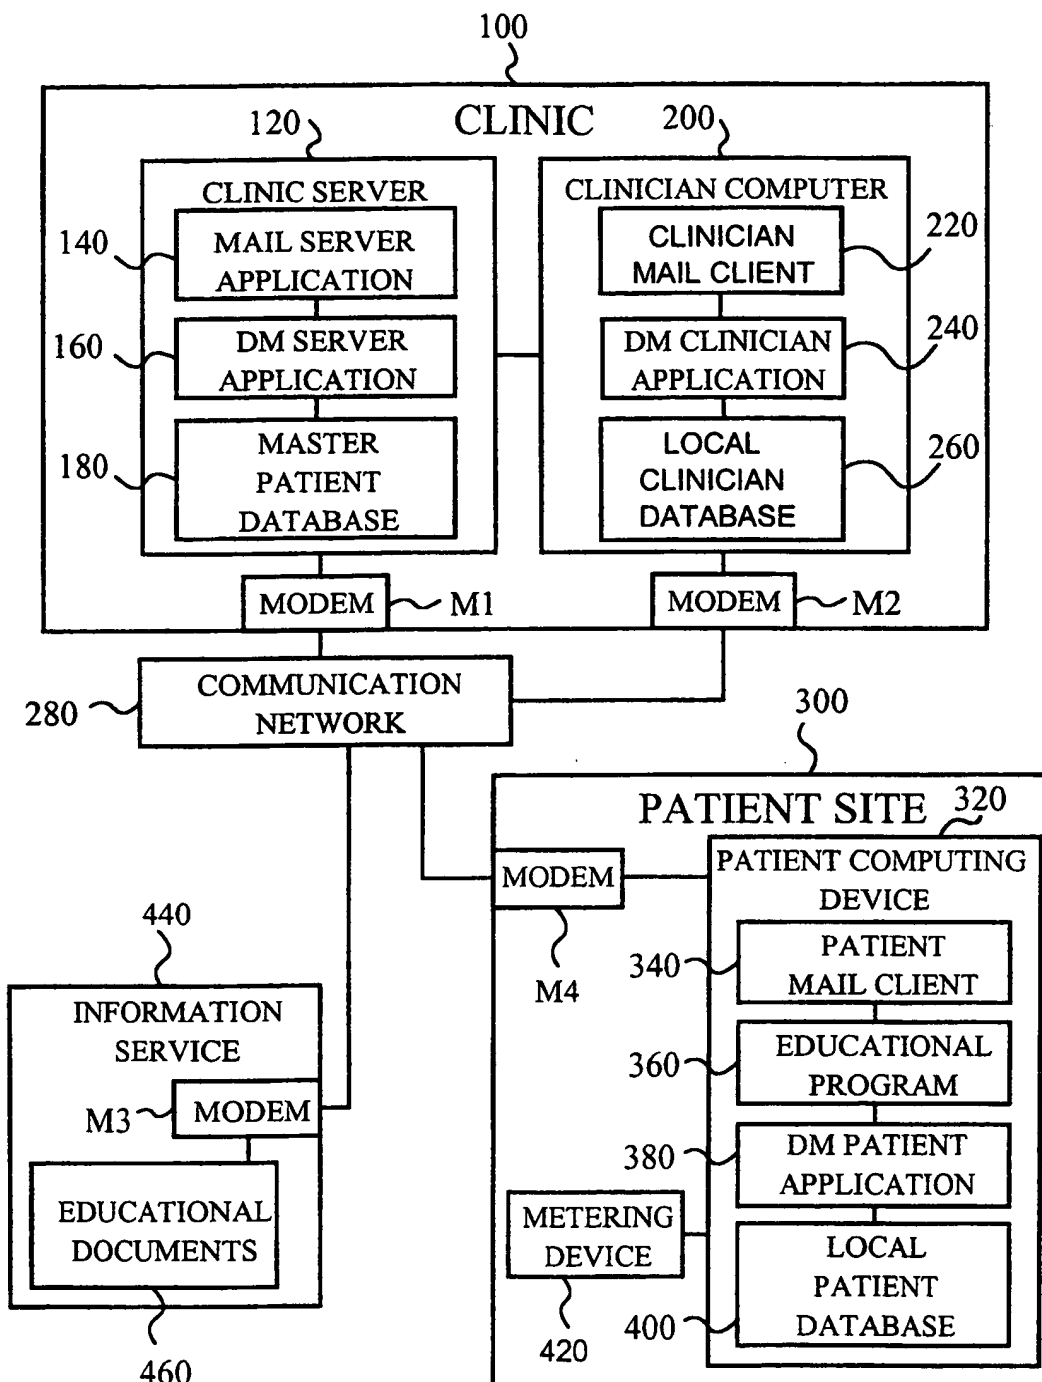 100
CLINIC
120
200
CLINIC SERVER
CLINICIAN COMPUTER
140
MAIL SERVER
APPLICATION
CLINICIAN
MAIL CLIENT
220
160
DM SERVER
APPLICATION
DM CLINICIAN
APPLICATION
240
180
MASTER
PATIENT
DATABASE
LOCAL
CLINICIAN
DATABASE
260
MODEM
M1
MODEM
M2
280
COMMUNICATION
NETWORK
300
PATIENT SITE
320
MODEM
M4
PATIENT COMPUTING
DEVICE
340
PATIENT
MAIL CLIENT
360
EDUCATIONAL
PROGRAM
380
DM PATIENT
APPLICATION
METERING
DEVICE
420
400
LOCAL
PATIENT
DATABASE
440
INFORMATION
SERVICE
M3
MODEM
EDUCATIONAL
DOCUMENTS
460